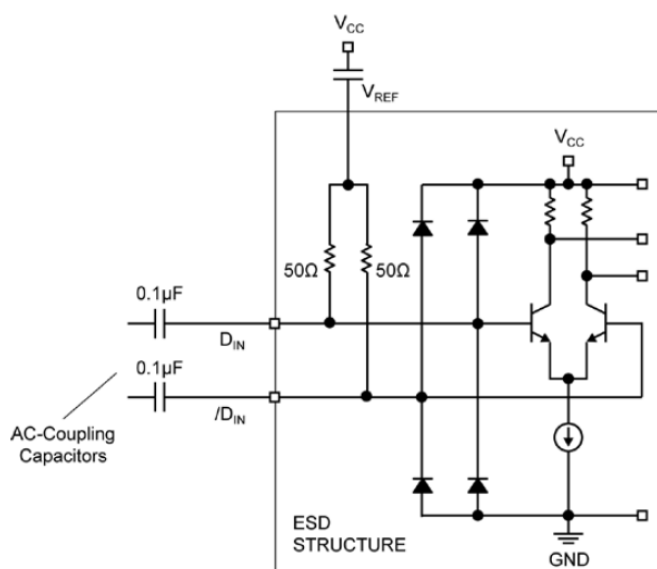 VCC
VREF
VCC
50Ω
50Ω
0.1µF
DIN
0.1µF
/DIN
AC-Coupling
Capacitors
ESD
STRUCTURE
GND